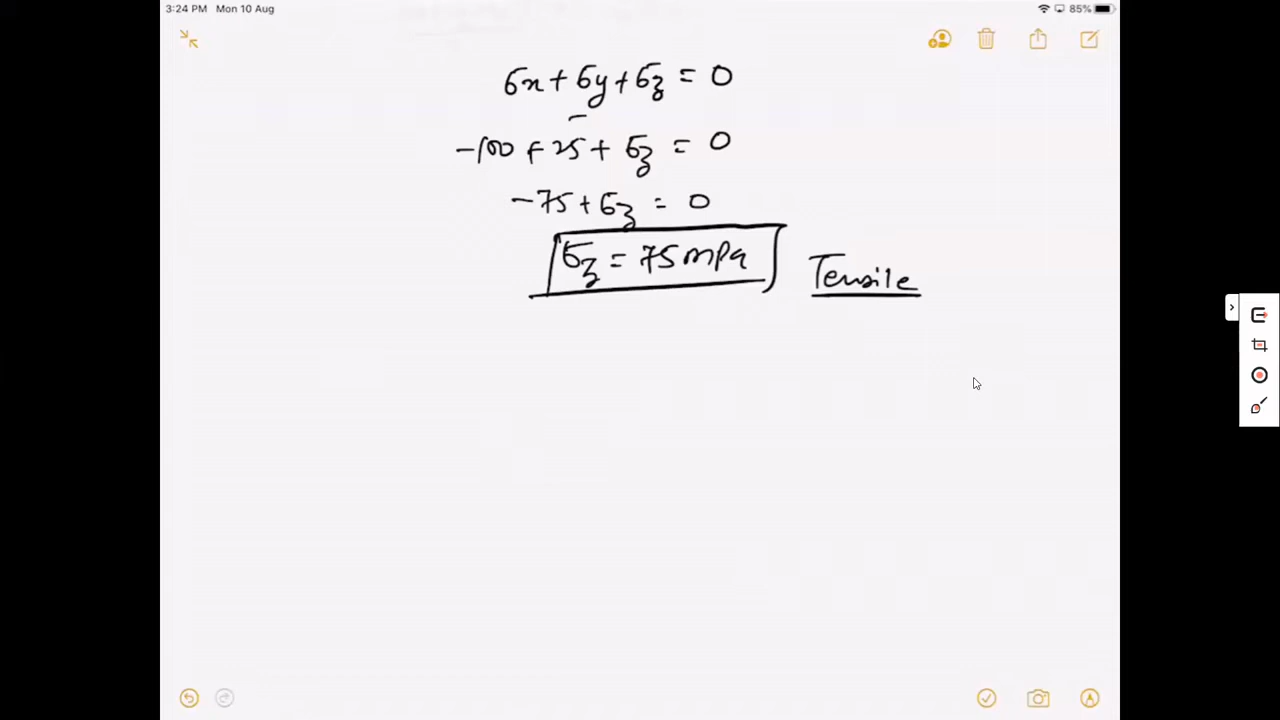 3:24 PM Mon 10 Aug 85%
σx + σy + σz = 0
-100 + 25 + σz = 0
-75 + σz = 0
σz = 75 mPa Tensile